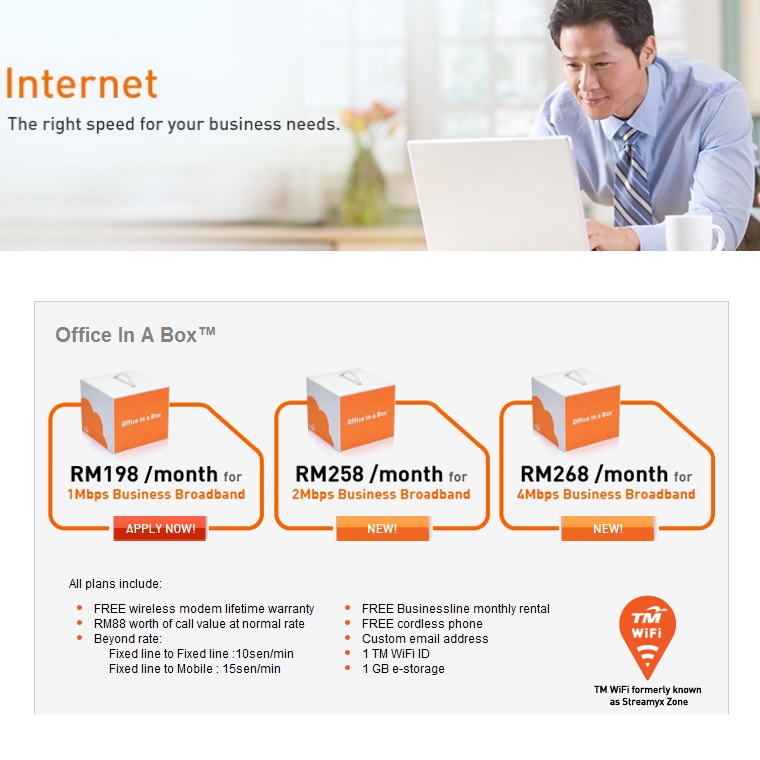 Internet
The right speed for your business needs.
Office In A Box™
Office in a Box™
Office in a Box™
Office in a Box™
RM198 /month for
1Mbps Business Broadband
APPLY NOW!
RM258 /month for
2Mbps Business Broadband
NEW!
RM268 /month for
4Mbps Business Broadband
NEW!
All plans include:
FREE wireless modem lifetime warranty
RM88 worth of call value at normal rate
Beyond rate:
Fixed line to Fixed line :10sen/min
Fixed line to Mobile : 15sen/min
FREE Businessline monthly rental
FREE cordless phone
Custom email address
1 TM WiFi ID
1 GB e-storage
TM
WiFi
TM WiFi formerly known
as Streamyx Zone